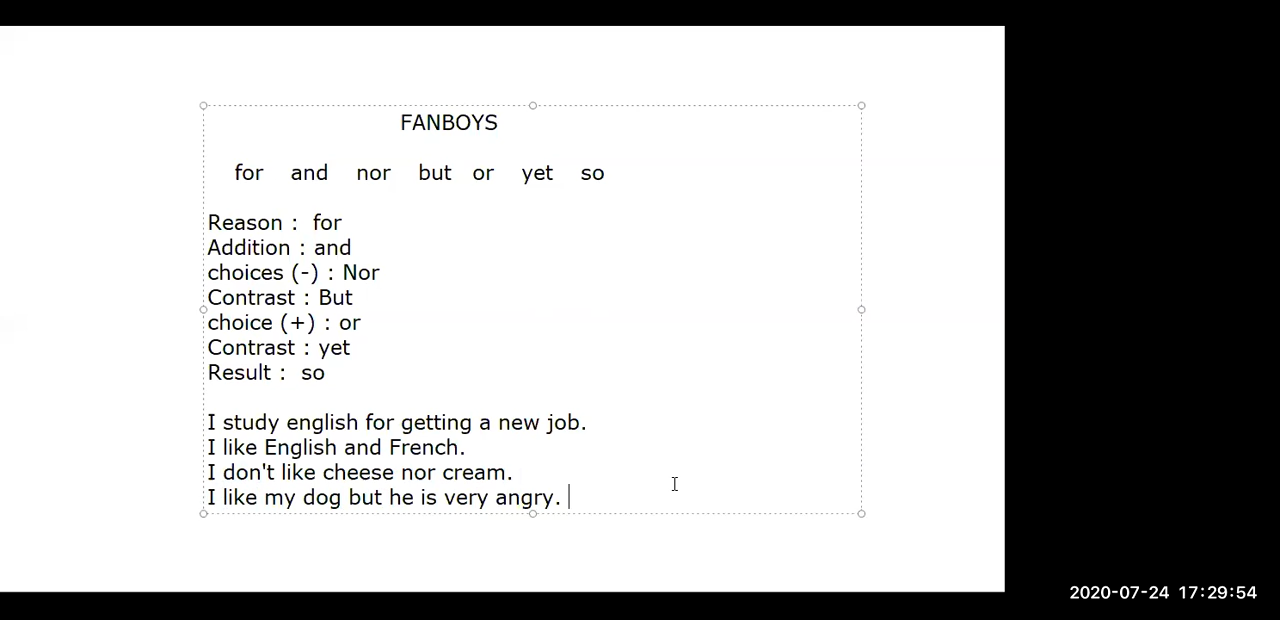 FANBOYS
for and nor but or yet so
Reason : for
Addition : and
choices (-) : Nor
Contrast : But
choice (+) : or
Contrast : yet
Result : so
I study english for getting a new job.
I like English and French.
I don't like cheese nor cream.
I like my dog but he is very angry.
2020-07-24 17:29:54